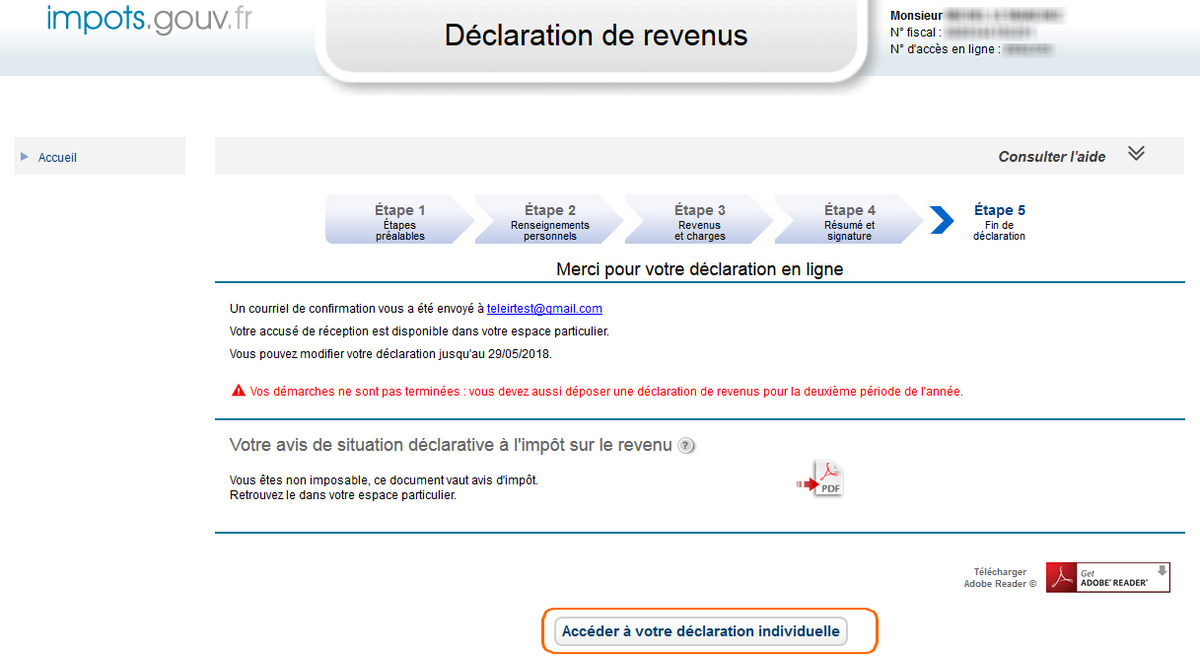 impots.gouv.fr
Déclaration de revenus
Monsieur
N° fiscal :
N° d'accès en ligne :
Accueil
Consulter l'aide
Étape 1
Étapes
préalables
Étape 2
Renseignements
personnels
Étape 3
Revenus
et charges
Étape 4
Résumé et
signature
Étape 5
Fin de
déclaration
Merci pour votre déclaration en ligne
Un courriel de confirmation vous a été envoyé à teleirtest@gmail.com
Votre accusé de réception est disponible dans votre espace particulier.
Vous pouvez modifier votre déclaration jusqu'au 29/05/2018.
Vos démarches ne sont pas terminées : vous devez aussi déposer une déclaration de revenus pour la deuxième période de l'année.
Votre avis de situation déclarative à l'impôt sur le revenu ?
Vous êtes non imposable, ce document vaut avis d'impôt.
Retrouvez le dans votre espace particulier.
PDF
Télécharger
Adobe Reader ©
Get
ADOBE® READER®
Accéder à votre déclaration individuelle